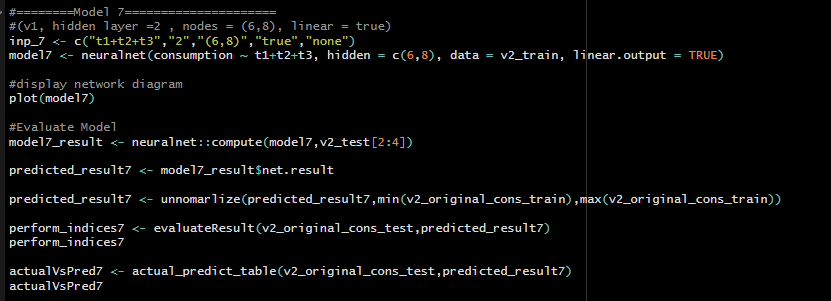 #========Model 7=====================
#(v1, hidden layer =2 , nodes = (6,8), linear = true)
inp_7 <- c("t1+t2+t3","2","(6,8)","true","none")
model7 <- neuralnet(consumption ~ t1+t2+t3, hidden = c(6,8), data = v2_train, linear.output = TRUE)
#display network diagram
plot(model7)
#Evaluate Model
model7_result <- neuralnet::compute(model7,v2_test[2:4])
predicted_result7 <- model7_result$net.result
predicted_result7 <- unnomarlize(predicted_result7,min(v2_original_cons_train),max(v2_original_cons_train))
perform_indices7 <- evaluateResult(v2_original_cons_test,predicted_result7)
perform_indices7
actualVsPred7 <- actual_predict_table(v2_original_cons_test,predicted_result7)
actualVsPred7